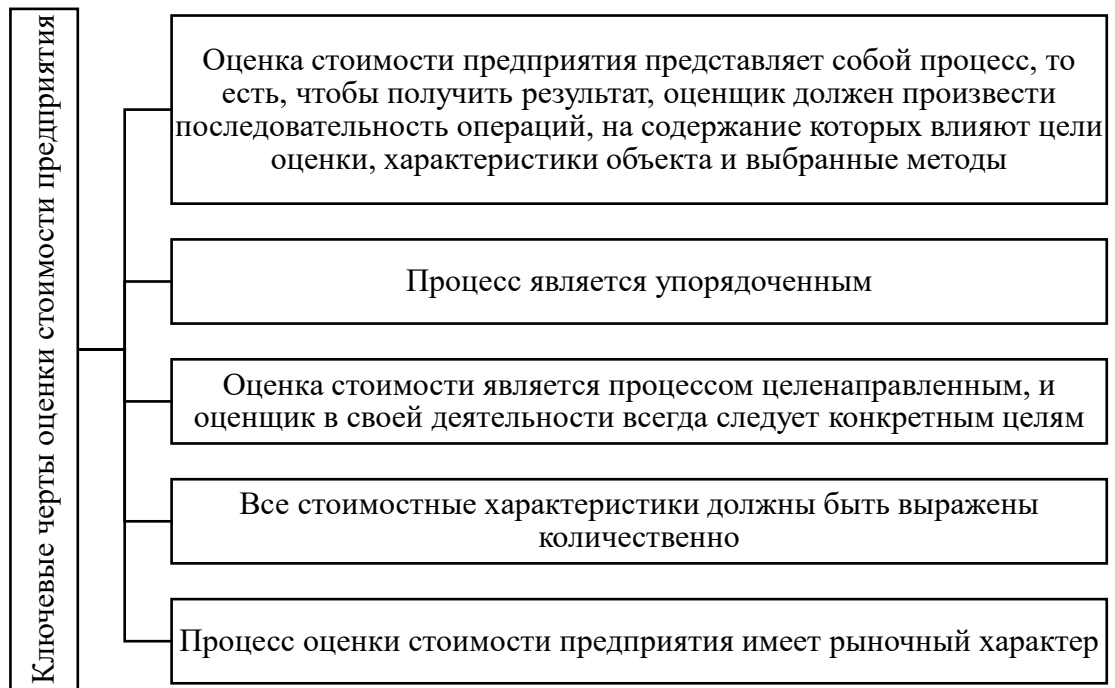 Ключевые черты оценки стоимости предприятия
Оценка стоимости предприятия представляет собой процесс, то
есть, чтобы получить результат, оценщик должен произвести
последовательность операций, на содержание которых влияют цели
оценки, характеристики объекта и выбранные методы
Процесс является упорядоченным
Оценка стоимости является процессом целенаправленным, и
оценщик в своей деятельности всегда следует конкретным целям
Все стоимостные характеристики должны быть выражены
количественно
Процесс оценки стоимости предприятия имеет рыночный характер